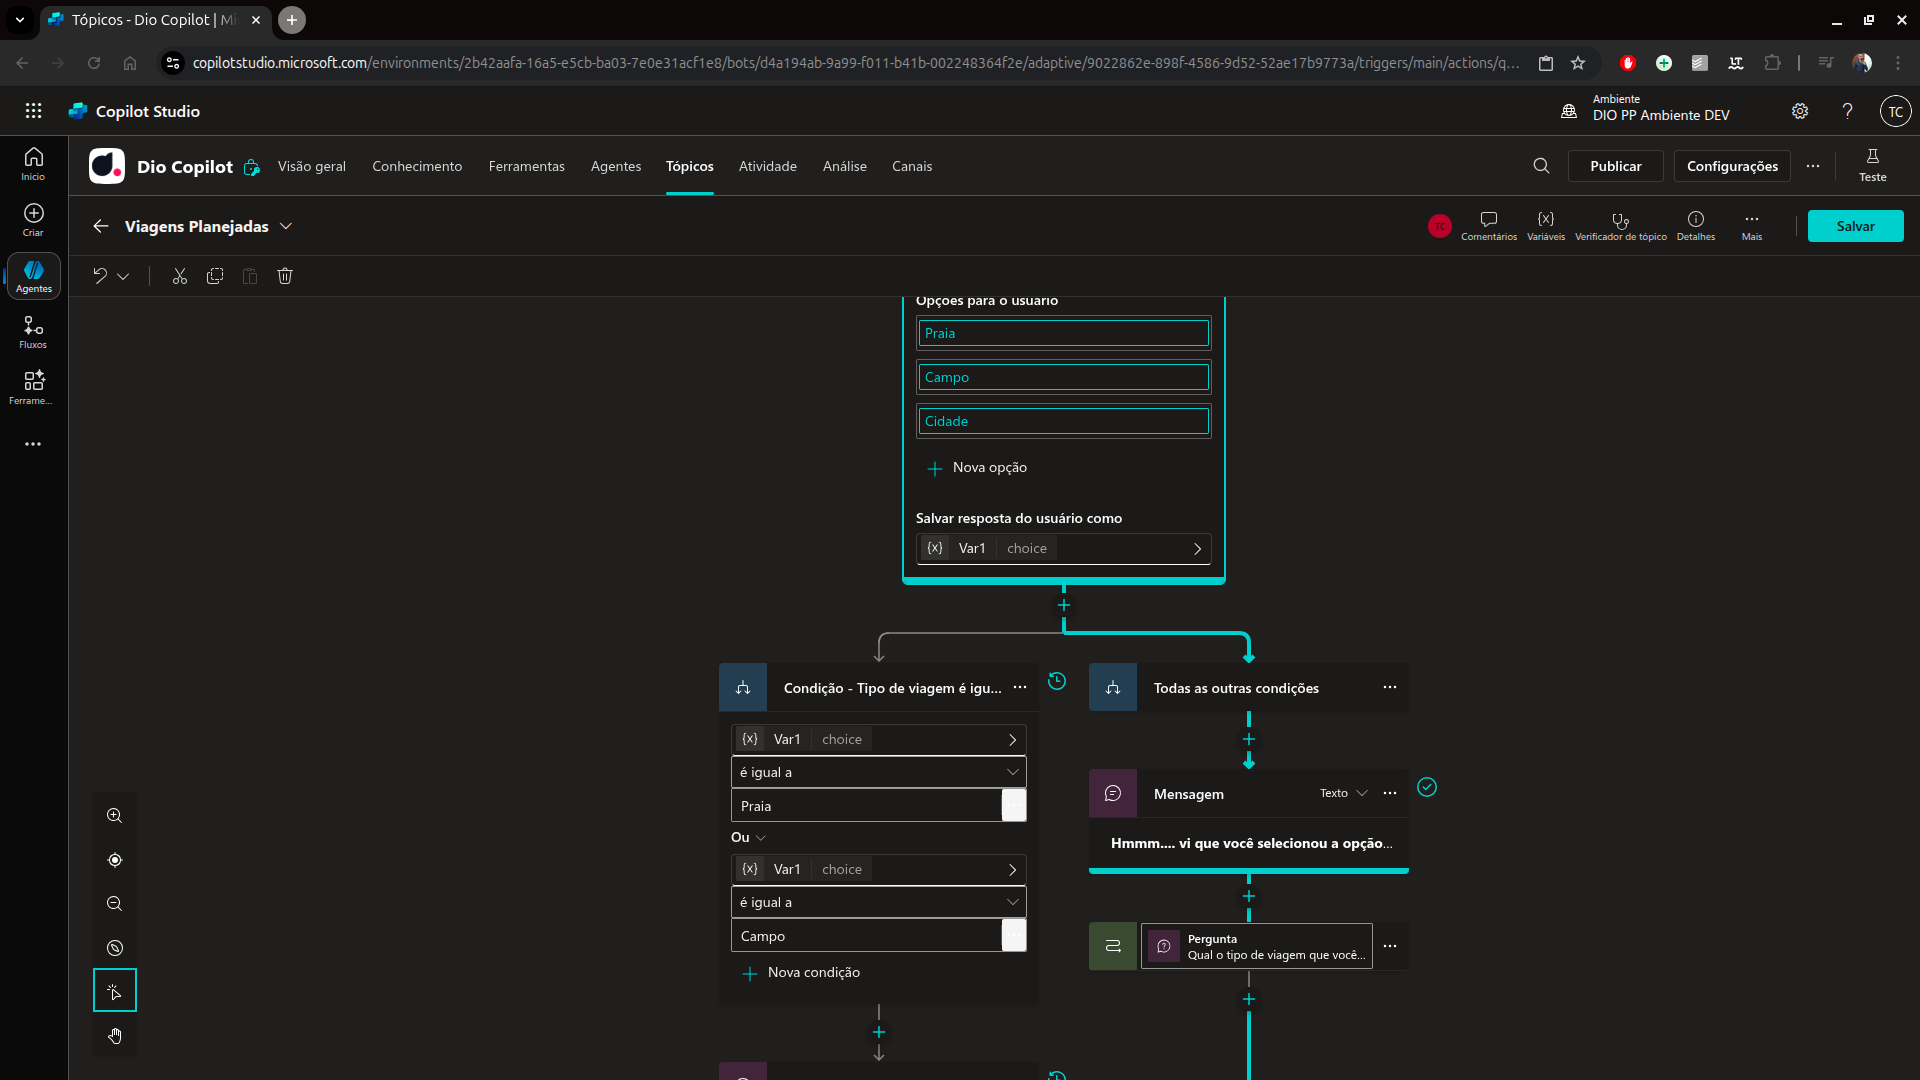 Tópicos - Dio Copilot | Mi
copilotstudio.microsoft.com/environments/2b42aafa-16a5-e5cb-ba03-7e0e31acf1e8/bots/d4a194ab-9a99-f011-b41b-002248364f2e/adaptive/9022862e-898f-4586-9d52-52ae17b9773a/triggers/main/actions/q...
Copilot Studio
Ambiente
DIO PP Ambiente DEV
TC
Dio Copilot
Visão geral
Conhecimento
Ferramentas
Agentes
Tópicos
Atividade
Análise
Canais
Publicar
Configurações
Teste
Início
Criar
Agentes
Fluxos
Ferrame...
Viagens Planejadas
TC
Comentários
Variáveis
Verificador de tópico
Detalhes
Mais
Salvar
Opções para o usuário
Praia
Campo
Cidade
Nova opção
Salvar resposta do usuário como
{x} Var1 choice
Condição - Tipo de viagem é igu...
{x} Var1 choice
é igual a
Praia
Ou
{x} Var1 choice
é igual a
Campo
Nova condição
Todas as outras condições
Mensagem
Texto
Hmmm.... vi que você selecionou a opção...
Pergunta
Qual o tipo de viagem que você...